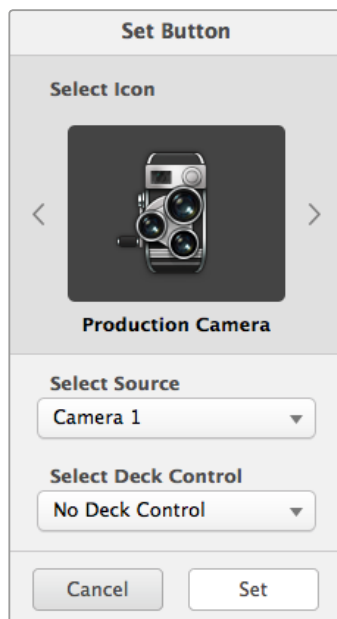 Set Button
Select Icon
Production Camera
Select Source
Camera 1
Select Deck Control
No Deck Control
Cancel
Set